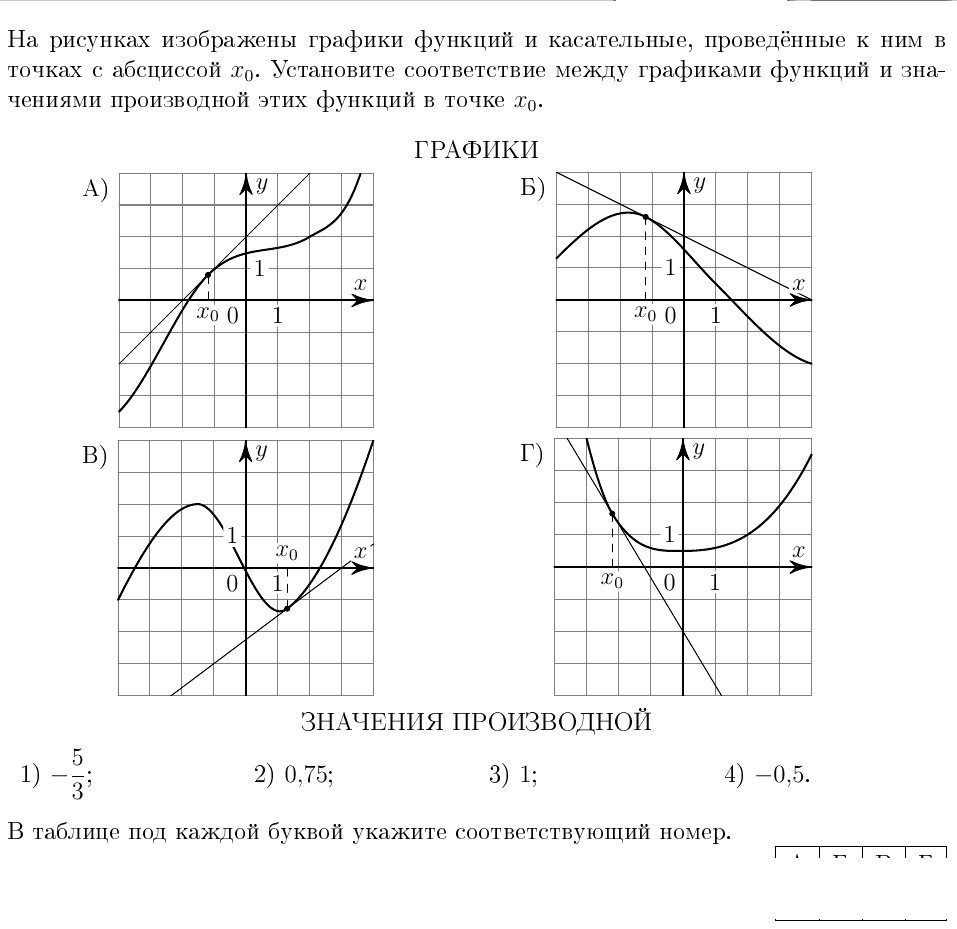 На рисунках изображены графики функций и касательные, проведённые к ним в
точках с абсциссой x₀. Установите соответствие между графиками функций и зна-
чениями производной этих функций в точке x₀.
ГРАФИКИ
А) y 1 x x₀ 0 1
Б) y 1 x x₀ 0 1
В) y 1 x₀ x 0 1
Г) y 1 x x₀ 0 1
ЗНАЧЕНИЯ ПРОИЗВОДНОЙ
1) −5/3; 2) 0,75; 3) 1; 4) −0,5.
В таблице под каждой буквой укажите соответствующий номер.